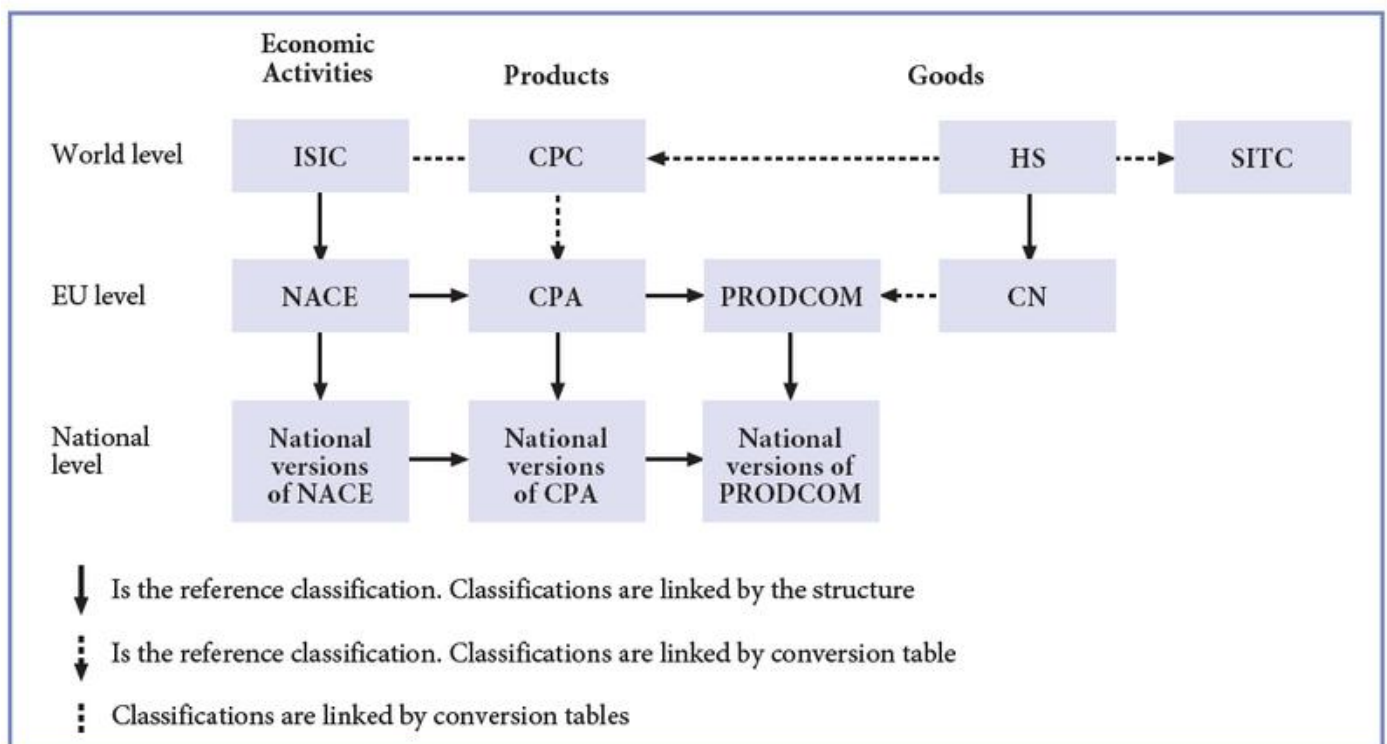 Economic
Activities
Products
Goods
World level
ISIC
CPC
HS
SITC
EU level
NACE
CPA
PRODCOM
CN
National
level
National
versions
of NACE
National
versions
of CPA
National
versions of
PRODCOM
Is the reference classification. Classifications are linked by the structure
Is the reference classification. Classifications are linked by conversion table
Classifications are linked by conversion tables